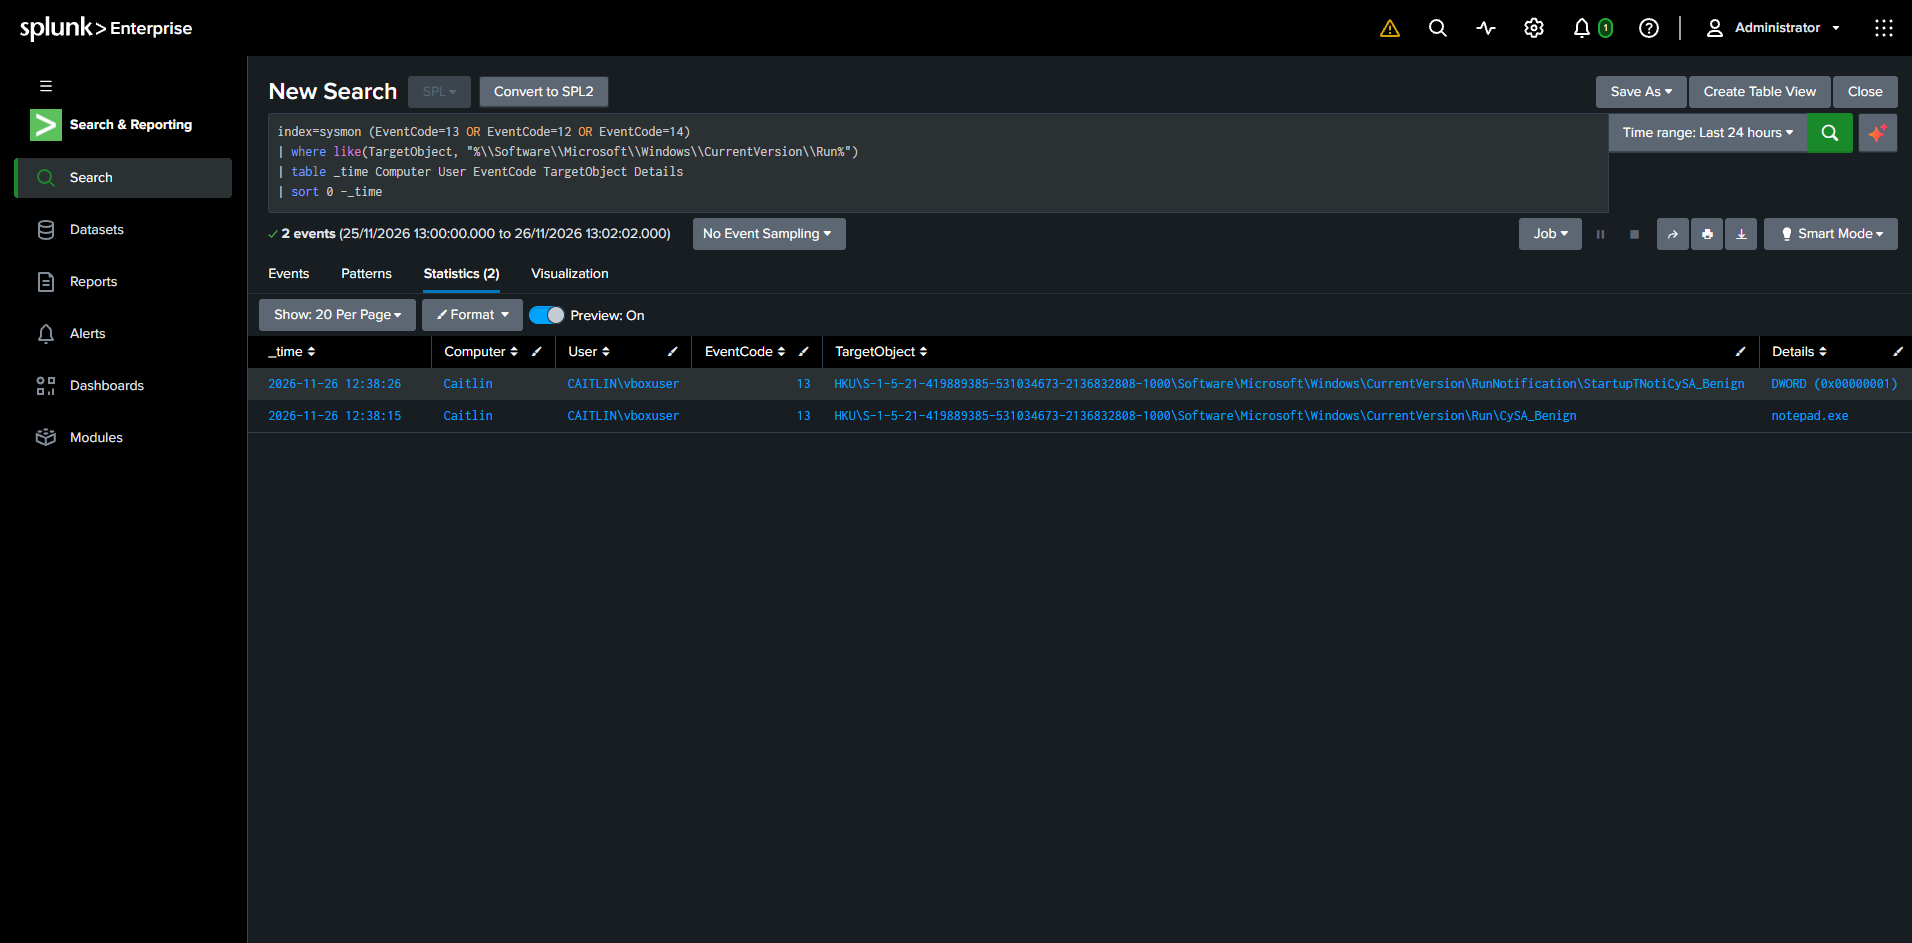 splunk> Enterprise
1
Administrator
Search & Reporting
Search
Datasets
Reports
Alerts
Dashboards
Modules
New Search
SPL
Convert to SPL2
Save As
Create Table View
Close
index=sysmon (EventCode=13 OR EventCode=12 OR EventCode=14)
| where like(TargetObject, "%\\Software\\Microsoft\\Windows\\CurrentVersion\\Run%")
| table _time Computer User EventCode TargetObject Details
| sort 0 -_time
Time range: Last 24 hours
2 events (25/11/2026 13:00:00.000 to 26/11/2026 13:02:02.000)
No Event Sampling
Job
Smart Mode
Events
Patterns
Statistics (2)
Visualization
Show: 20 Per Page
Format
Preview: On
_time Computer User EventCode TargetObject Details
2026-11-26 12:38:26 Caitlin CAITLIN\vboxuser 13 HKU\S-1-5-21-419889385-531034673-2136832808-1000\Software\Microsoft\Windows\CurrentVersion\RunNotification\StartupTNotiCySA_Benign DWORD (0x00000001)
2026-11-26 12:38:15 Caitlin CAITLIN\vboxuser 13 HKU\S-1-5-21-419889385-531034673-2136832808-1000\Software\Microsoft\Windows\CurrentVersion\Run\CySA_Benign notepad.exe